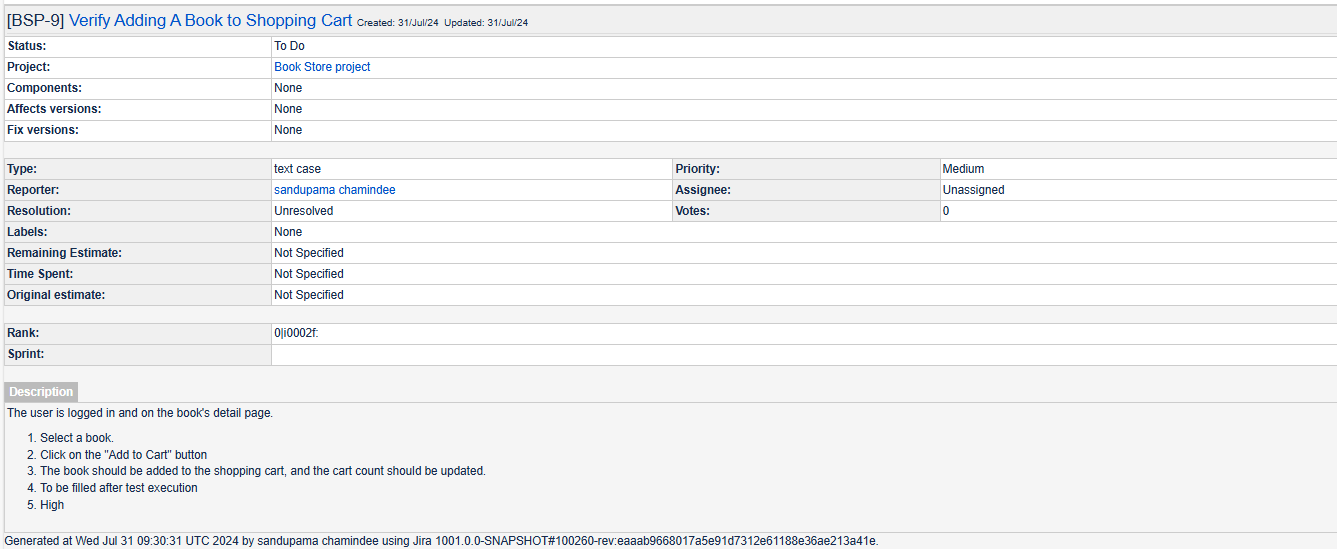 [BSP-9] Verify Adding A Book to Shopping Cart Created: 31/Jul/24 Updated: 31/Jul/24
Status: To Do
Project: Book Store project
Components: None
Affects versions: None
Fix versions: None
Type: text case Priority: Medium
Reporter: sandupama chamindee Assignee: Unassigned
Resolution: Unresolved Votes: 0
Labels: None
Remaining Estimate: Not Specified
Time Spent: Not Specified
Original estimate: Not Specified
Rank: 0|i0002f:
Sprint:
Description
The user is logged in and on the book's detail page.
1. Select a book.
2. Click on the "Add to Cart" button
3. The book should be added to the shopping cart, and the cart count should be updated.
4. To be filled after test execution
5. High
Generated at Wed Jul 31 09:30:31 UTC 2024 by sandupama chamindee using Jira 1001.0.0-SNAPSHOT#100260-rev:eaaab9668017a5e91d7312e61188e36ae213a41e.